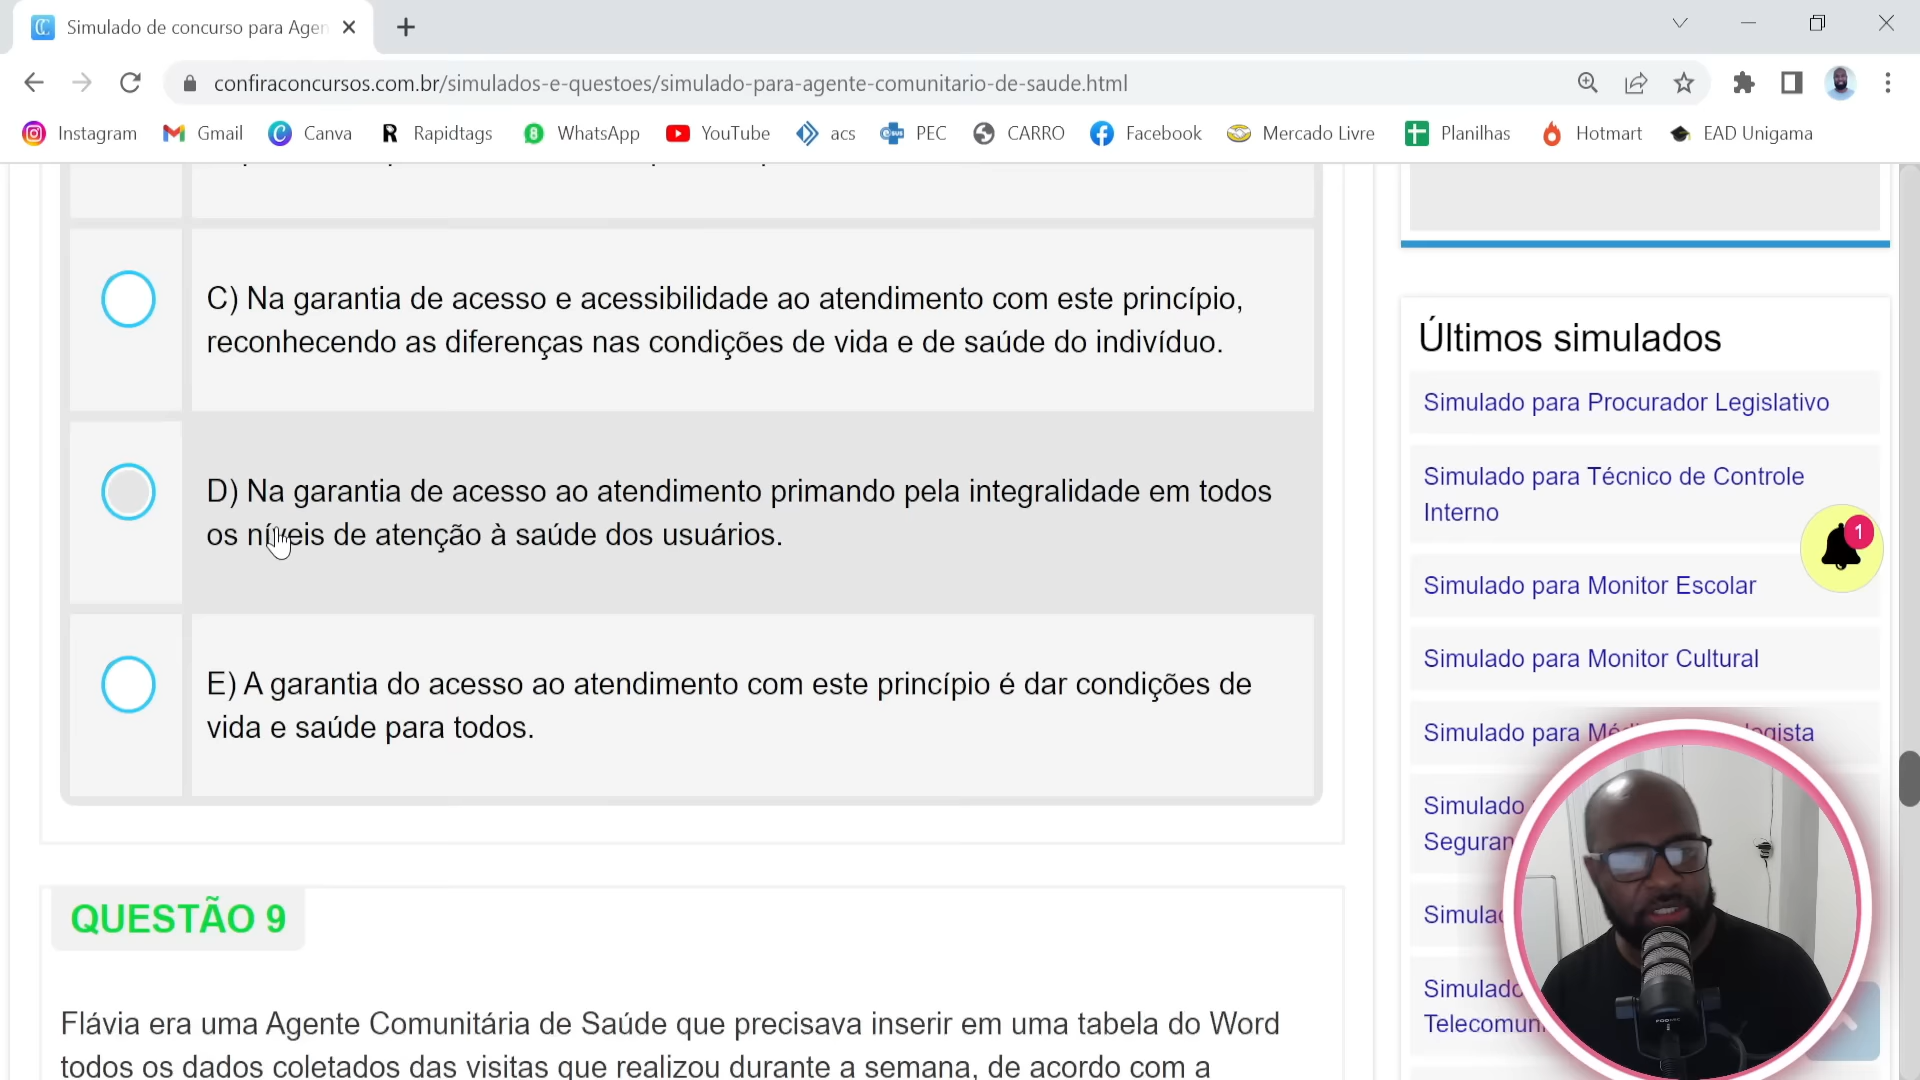 Simulado de concurso para Agen
confiraconcursos.com.br/simulados-e-questoes/simulado-para-agente-comunitario-de-saude.html
Instagram Gmail Canva Rapidtags WhatsApp YouTube acs PEC CARRO Facebook Mercado Livre Planilhas Hotmart EAD Unigama
C) Na garantia de acesso e acessibilidade ao atendimento com este princípio,
reconhecendo as diferenças nas condições de vida e de saúde do indivíduo.
D) Na garantia de acesso ao atendimento primando pela integralidade em todos
os níveis de atenção à saúde dos usuários.
E) A garantia do acesso ao atendimento com este princípio é dar condições de
vida e saúde para todos.
QUESTÃO 9
Flávia era uma Agente Comunitária de Saúde que precisava inserir em uma tabela do Word
todos os dados coletados das visitas que realizou durante a semana, de acordo com a
Últimos simulados
Simulado para Procurador Legislativo
Simulado para Técnico de Controle
Interno
1
Simulado para Monitor Escolar
Simulado para Monitor Cultural
Simulado para
Simulado